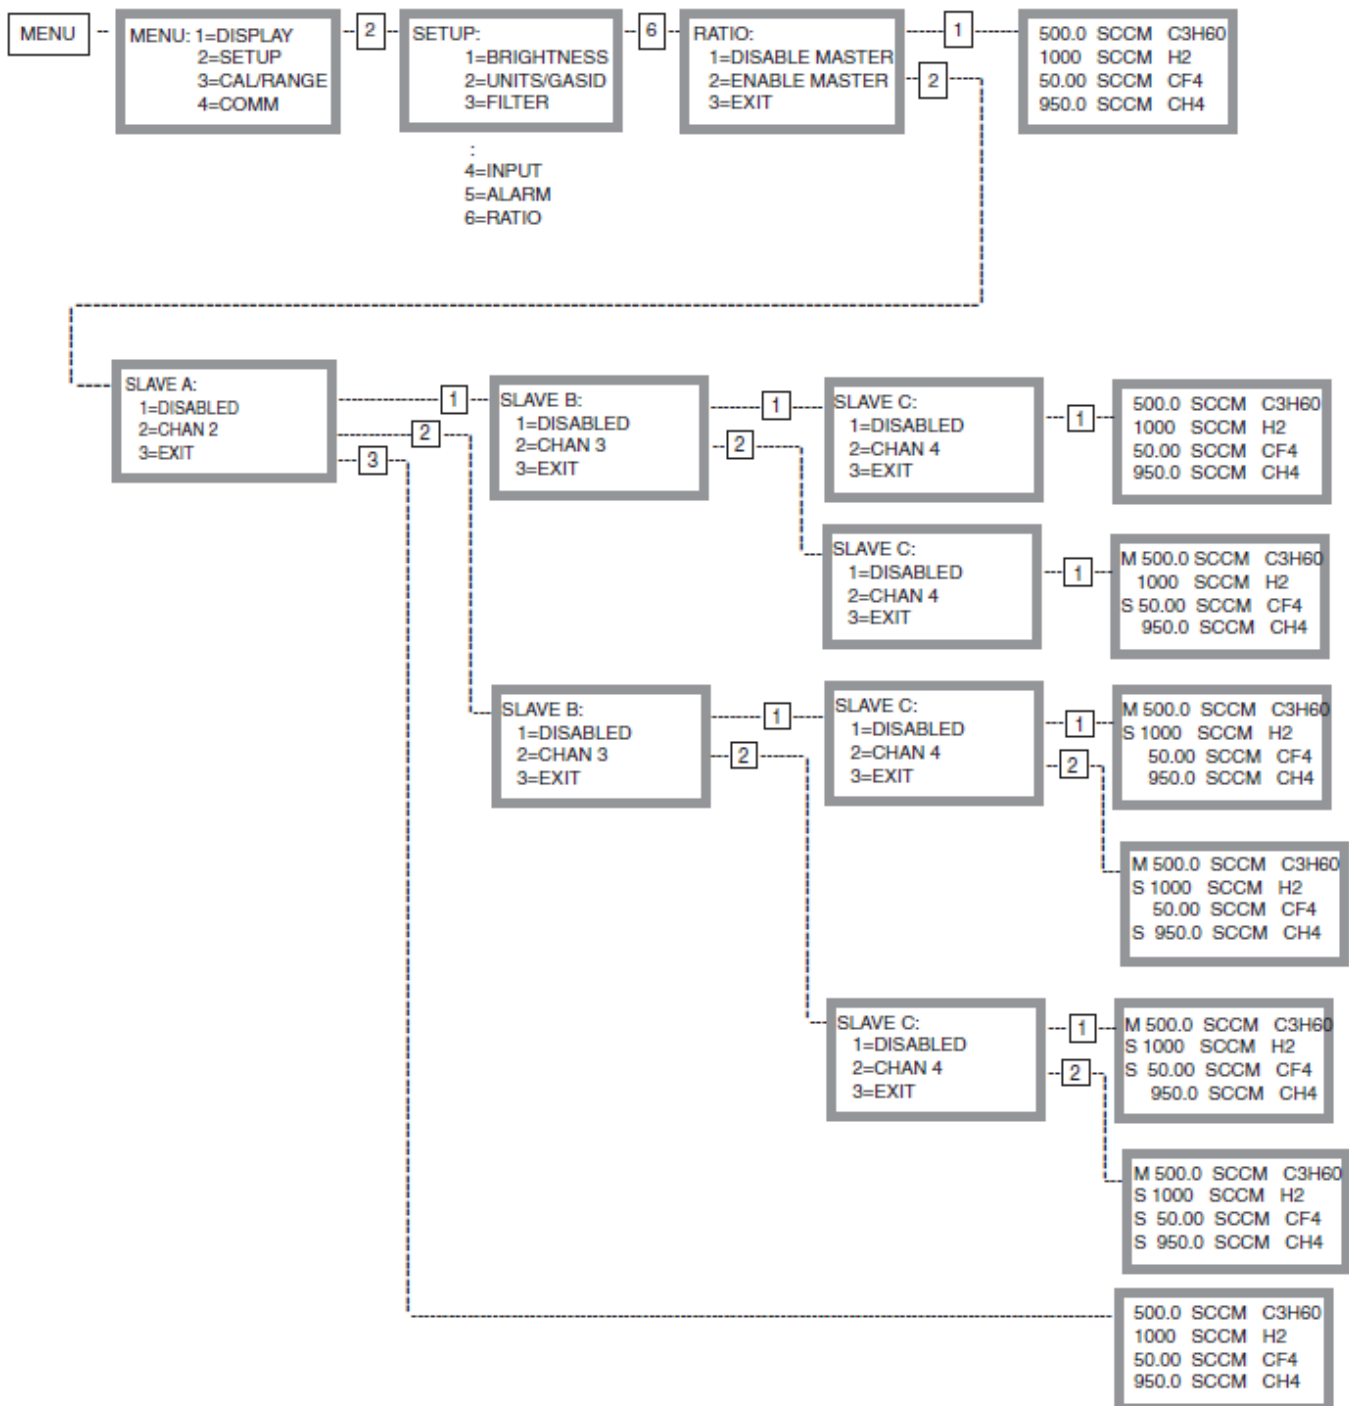 MENU
MENU: 1=DISPLAY
2=SETUP
3=CAL/RANGE
4=COMM
2
SETUP:
1=BRIGHTNESS
2=UNITS/GASID
3=FILTER
:
4=INPUT
5=ALARM
6=RATIO
6
RATIO:
1=DISABLE MASTER
2=ENABLE MASTER
3=EXIT
1
2
500.0 SCCM C3H60
1000 SCCM H2
50.00 SCCM CF4
950.0 SCCM CH4
SLAVE A:
1=DISABLED
2=CHAN 2
3=EXIT
1
2
3
SLAVE B:
1=DISABLED
2=CHAN 3
3=EXIT
1
2
SLAVE C:
1=DISABLED
2=CHAN 4
3=EXIT
1
500.0 SCCM C3H60
1000 SCCM H2
50.00 SCCM CF4
950.0 SCCM CH4
SLAVE C:
1=DISABLED
2=CHAN 4
3=EXIT
1
M 500.0 SCCM C3H60
1000 SCCM H2
S 50.00 SCCM CF4
950.0 SCCM CH4
SLAVE B:
1=DISABLED
2=CHAN 3
3=EXIT
1
2
SLAVE C:
1=DISABLED
2=CHAN 4
3=EXIT
1
2
M 500.0 SCCM C3H60
S 1000 SCCM H2
50.00 SCCM CF4
950.0 SCCM CH4
M 500.0 SCCM C3H60
S 1000 SCCM H2
50.00 SCCM CF4
S 950.0 SCCM CH4
SLAVE C:
1=DISABLED
2=CHAN 4
3=EXIT
1
2
M 500.0 SCCM C3H60
S 1000 SCCM H2
S 50.00 SCCM CF4
950.0 SCCM CH4
M 500.0 SCCM C3H60
S 1000 SCCM H2
S 50.00 SCCM CF4
S 950.0 SCCM CH4
500.0 SCCM C3H60
1000 SCCM H2
50.00 SCCM CF4
950.0 SCCM CH4